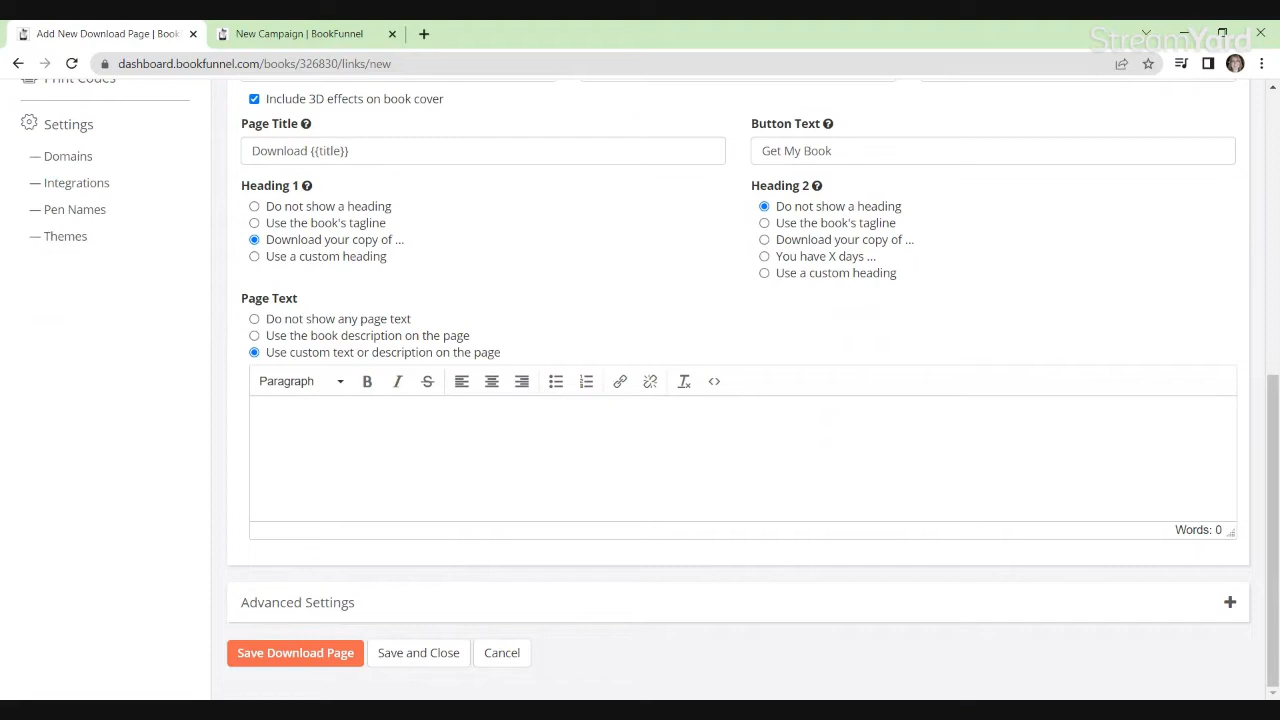 Add New Download Page | Book
New Campaign | BookFunnel
StreamYard
dashboard.bookfunnel.com/books/326830/links/new
Print Codes
Settings
— Domains
— Integrations
— Pen Names
— Themes
Include 3D effects on book cover
Page Title
Button Text
Download {{title}}
Get My Book
Heading 1
Heading 2
Do not show a heading
Use the book's tagline
Download your copy of ...
Use a custom heading
Do not show a heading
Use the book's tagline
Download your copy of ...
You have X days ...
Use a custom heading
Page Text
Do not show any page text
Use the book description on the page
Use custom text or description on the page
Paragraph
Words: 0
Advanced Settings
Save Download Page
Save and Close
Cancel